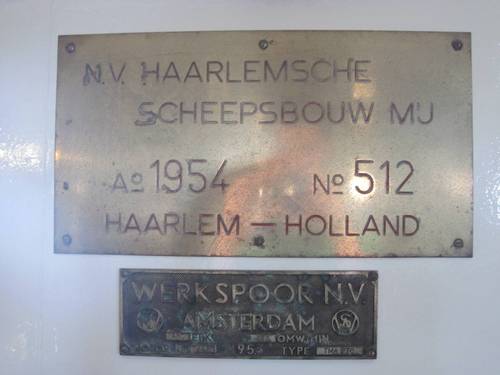 N.V. HAARLEMSCHE
SCHEEPSBOUW MIJ
Aº 1954 Nº 512
HAARLEM — HOLLAND
WERKSPOOR N.V.
AMSTERDAM
OMW/MIN
195 TYPE